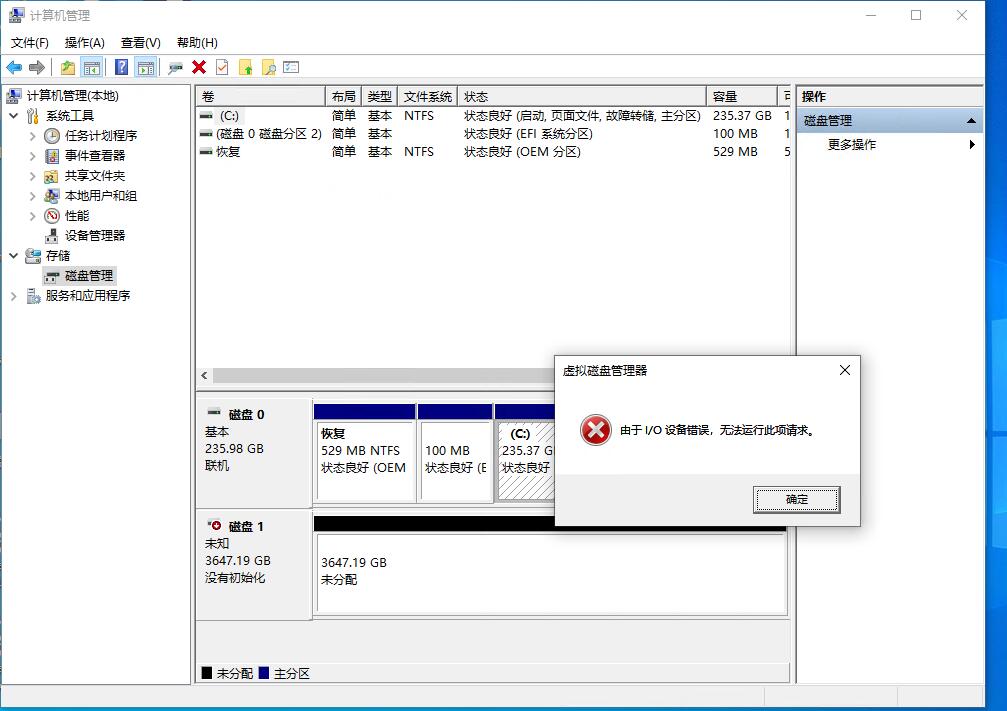 计算机管理
文件(F) 操作(A) 查看(V) 帮助(H)
计算机管理(本地)
系统工具
任务计划程序
事件查看器
共享文件夹
本地用户和组
性能
设备管理器
存储
磁盘管理
服务和应用程序
卷 布局 类型 文件系统 状态 容量
(C:) 简单 基本 NTFS 状态良好 (启动, 页面文件, 故障转储, 主分区) 235.37 GB 1
(磁盘 0 磁盘分区 2) 简单 基本 状态良好 (EFI 系统分区) 100 MB 1
恢复 简单 基本 NTFS 状态良好 (OEM 分区) 529 MB 5
操作
磁盘管理
更多操作
虚拟磁盘管理器
由于 I/O 设备错误，无法运行此项请求。
确定
磁盘 0
基本
235.98 GB
联机
恢复
529 MB NTFS
状态良好 (OEM
100 MB
状态良好 (E
(C:)
235.37 G
状态良好
磁盘 1
未知
3647.19 GB
没有初始化
3647.19 GB
未分配
未分配 主分区